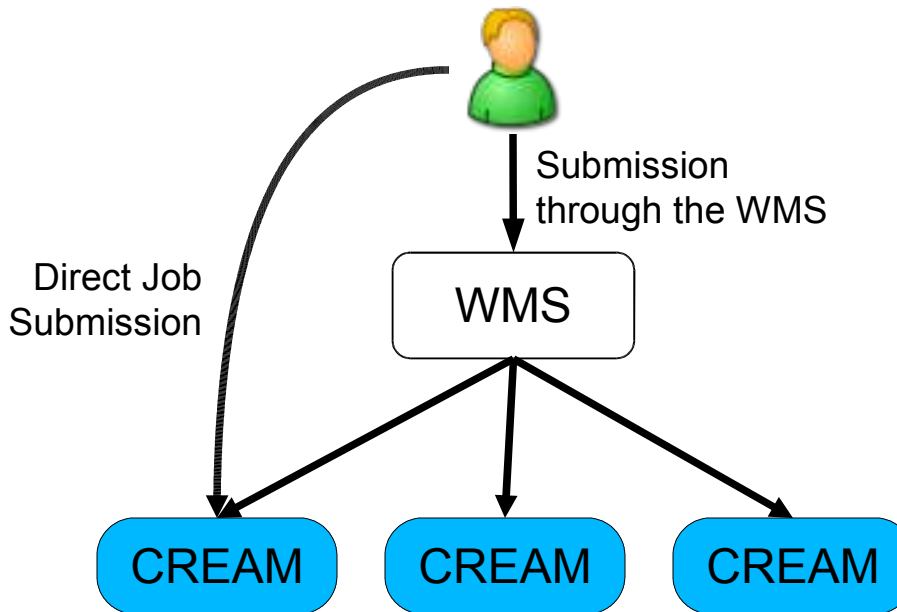 Submission
through the WMS
Direct Job
Submission
WMS
CREAM
CREAM
CREAM